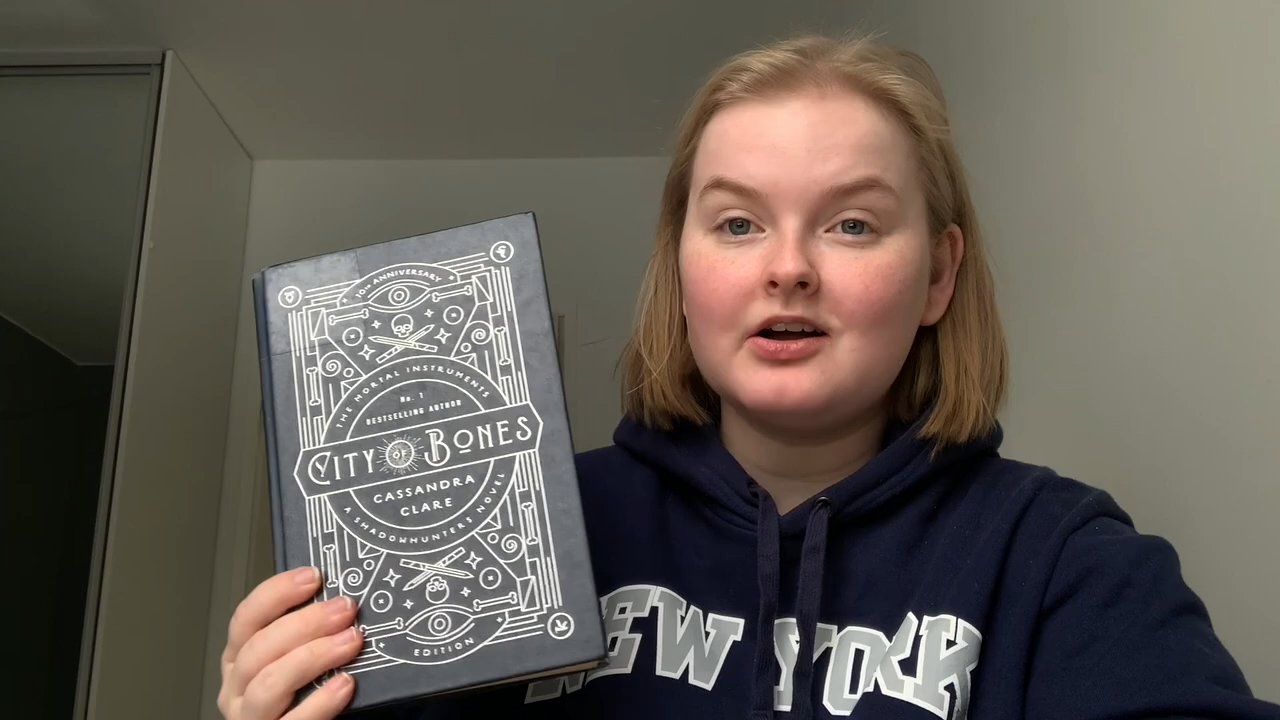 10TH ANNIVERSARY
THE MORTAL INSTRUMENTS
No. 1
BESTSELLING AUTHOR
CITY OF BONES
CASSANDRA
CLARE
A SHADOWHUNTERS NOVEL
EDITION
NEW YORK